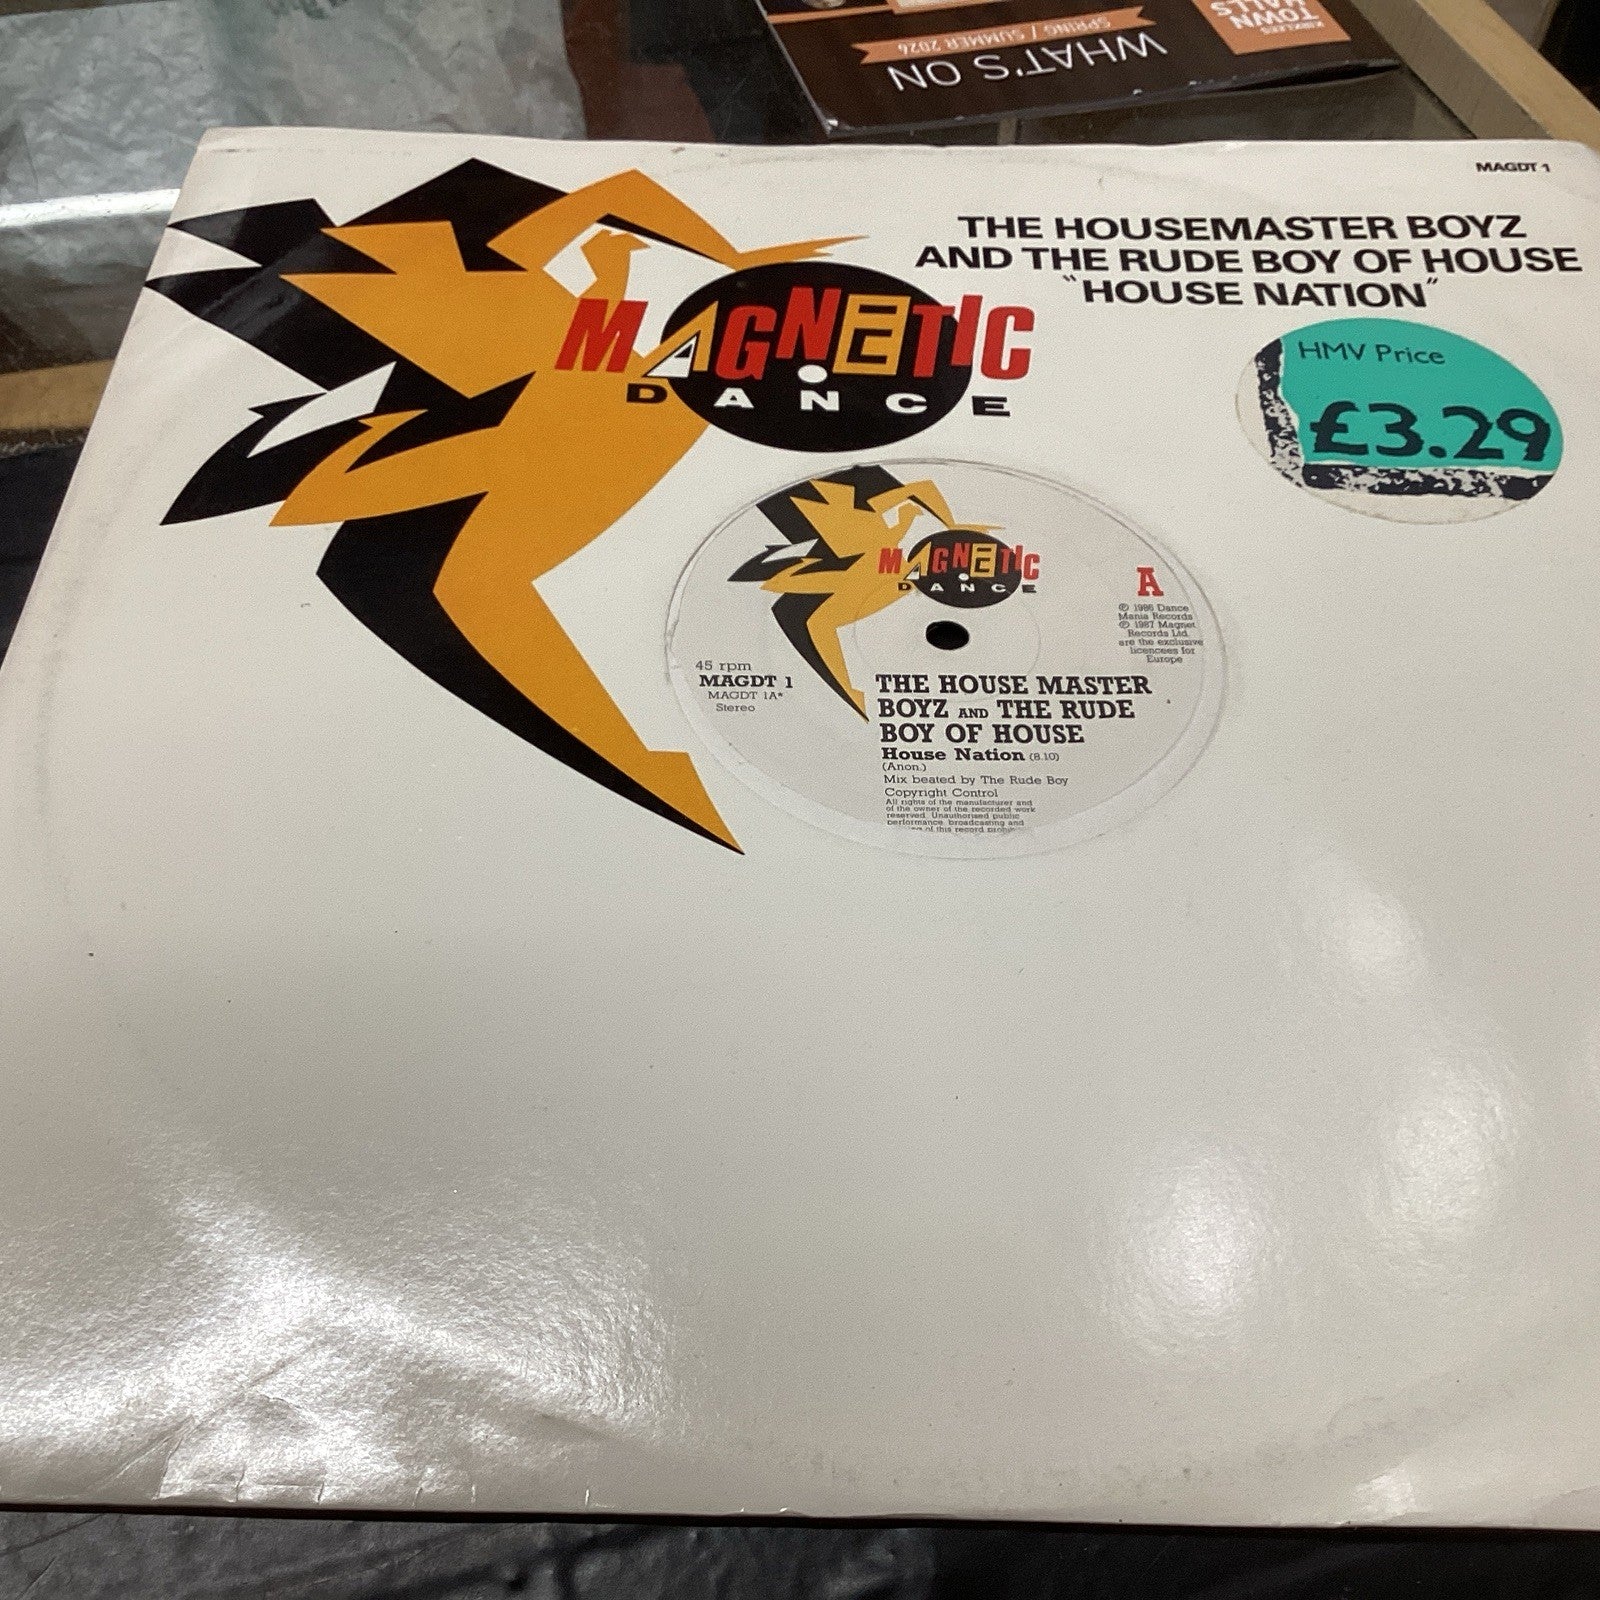 KIRKLEES
TOWN
HALLS
SPRING / SUMMER 2026
WHAT'S ON
MAGDT 1
THE HOUSEMASTER BOYZ
AND THE RUDE BOY OF HOUSE
"HOUSE NATION"
MAGNETIC
DANCE
HMV Price
£3.29
MAGNETIC
DANCE
A
℗ 1986 Dance
Mania Records
© 1987 Magnet
Records Ltd.
are the exclusive
licencees for
Europe
45 rpm
MAGDT 1
MAGDT 1A*
Stereo
THE HOUSE MASTER
BOYZ AND THE RUDE
BOY OF HOUSE
House Nation (8.10)
(Anon.)
Mix beated by The Rude Boy
Copyright Control
All rights of the manufacturer and
of the owner of the recorded work
reserved. Unauthorised public
performance, broadcasting and
of this record